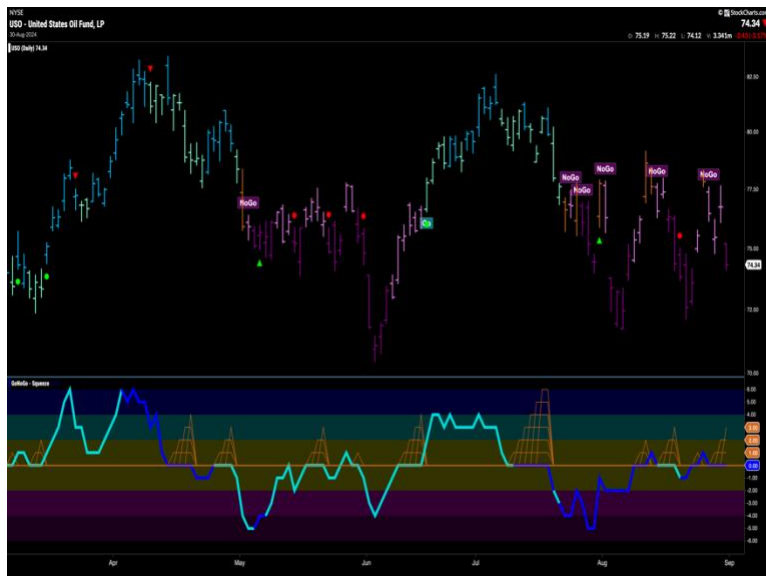 NYSE
© StockCharts.com
USO - United States Oil Fund, LP
74.34
30-Aug-2024
O: 75.19 H: 75.22 L: 74.12 V: 3.341m
USO (Daily) 74.34
82.50
80.00
NoGo
NoGo
NoGo
NoGo
77.50
NoGo
NoGo
Go
75.00
74.34
72.50
70.00
GoNoGo - Squeeze
6.00
5.00
4.00
3.00
2.00
1.00
0.00
-1.00
-2.00
-3.00
-4.00
-5.00
-6.00
Apr May Jun Jul Aug Sep